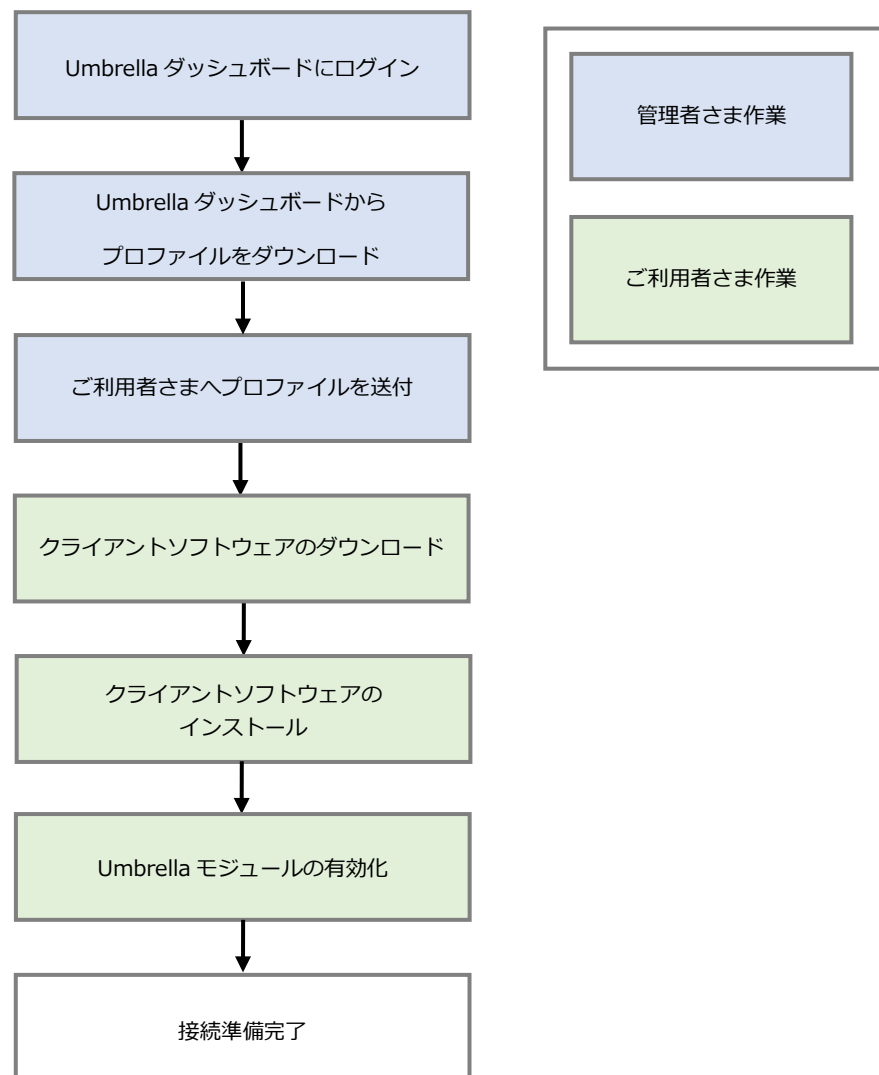 Umbrella ダッシュボードにログイン
Umbrella ダッシュボードから
プロファイルをダウンロード
ご利用者さまへプロファイルを送付
クライアントソフトウェアのダウンロード
クライアントソフトウェアの
インストール
Umbrella モジュールの有効化
接続準備完了
管理者さま作業
ご利用者さま作業